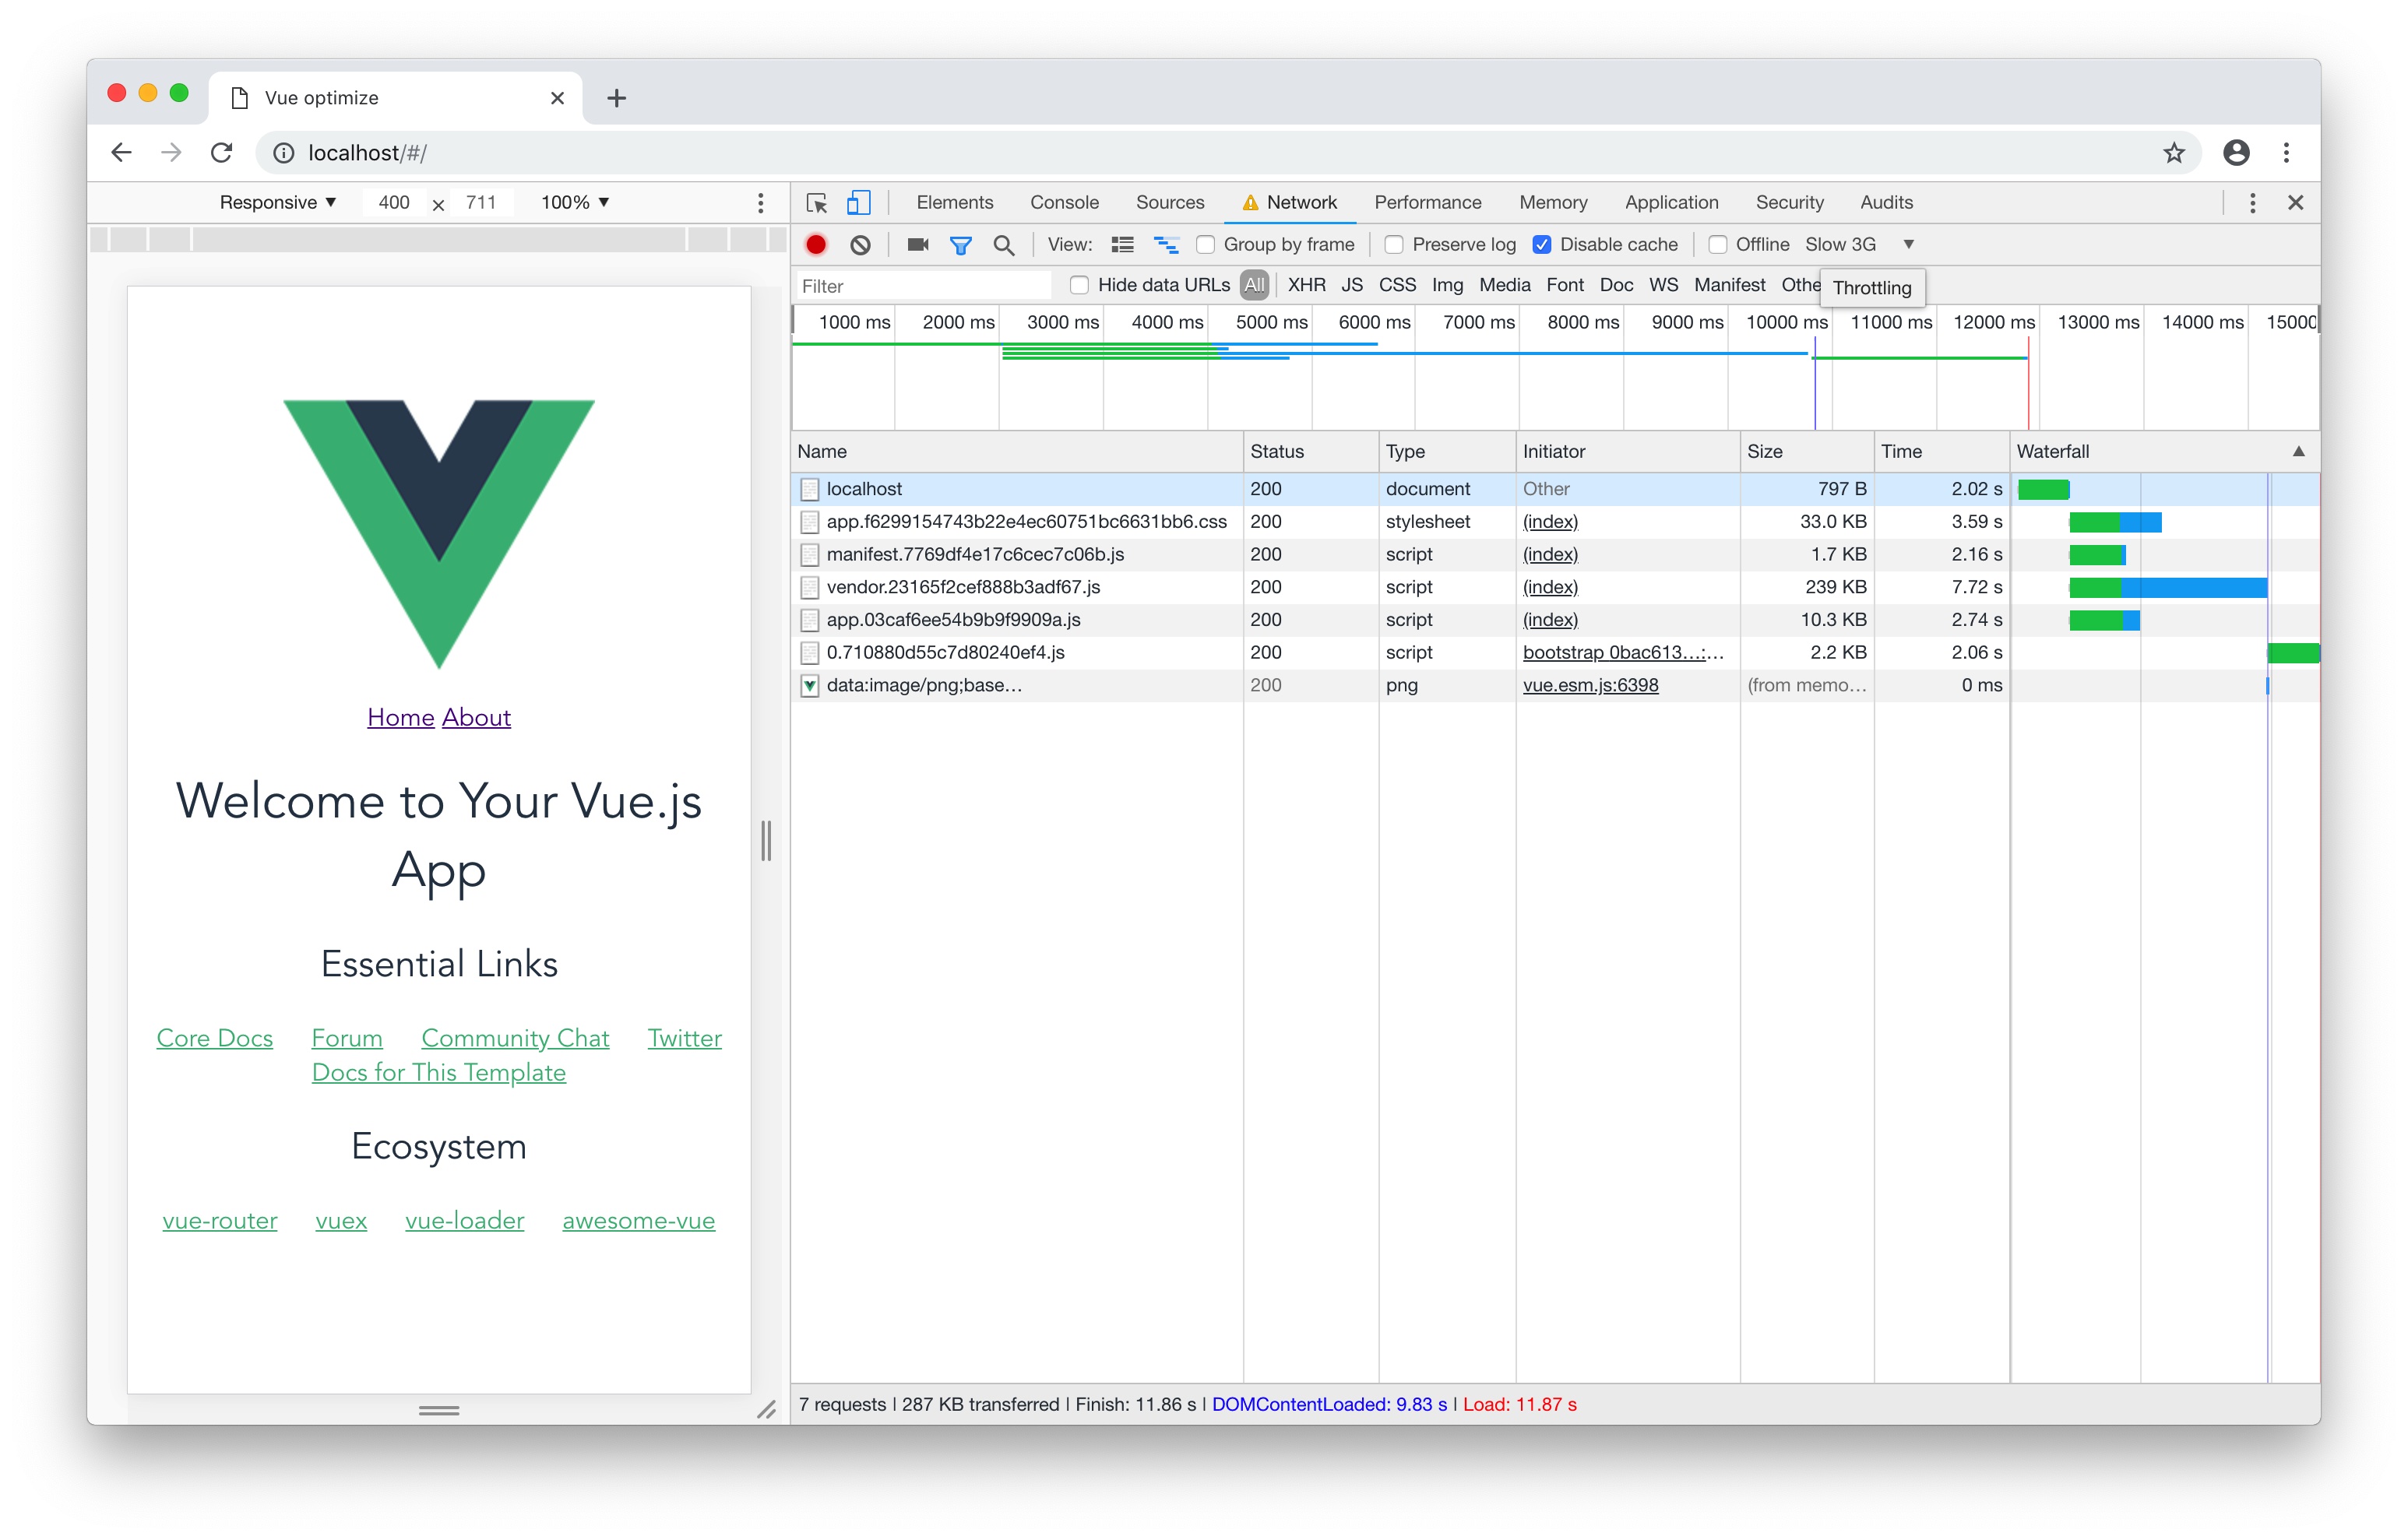 Vue optimize
localhost/#/
Responsive ▼ 400 × 711 100% ▼
Elements Console Sources Network Performance Memory Application Security Audits
View: Group by frame Preserve log Disable cache Offline Slow 3G ▼
Filter Hide data URLs All XHR JS CSS Img Media Font Doc WS Manifest Othe
Throttling
1000 ms 2000 ms 3000 ms 4000 ms 5000 ms 6000 ms 7000 ms 8000 ms 9000 ms 10000 ms 11000 ms 12000 ms 13000 ms 14000 ms 15000
Name Status Type Initiator Size Time Waterfall ▲
localhost 200 document Other 797 B 2.02 s
app.f6299154743b22e4ec60751bc6631bb6.css 200 stylesheet (index) 33.0 KB 3.59 s
manifest.7769df4e17c6cec7c06b.js 200 script (index) 1.7 KB 2.16 s
vendor.23165f2cef888b3adf67.js 200 script (index) 239 KB 7.72 s
app.03caf6ee54b9b9f9909a.js 200 script (index) 10.3 KB 2.74 s
0.710880d55c7d80240ef4.js 200 script bootstrap 0bac613…:… 2.2 KB 2.06 s
data:image/png;base… 200 png vue.esm.js:6398 (from memo… 0 ms
7 requests | 287 KB transferred | Finish: 11.86 s | DOMContentLoaded: 9.83 s | Load: 11.87 s
Home About
Welcome to Your Vue.js
App
Essential Links
Core Docs Forum Community Chat Twitter
Docs for This Template
Ecosystem
vue-router vuex vue-loader awesome-vue